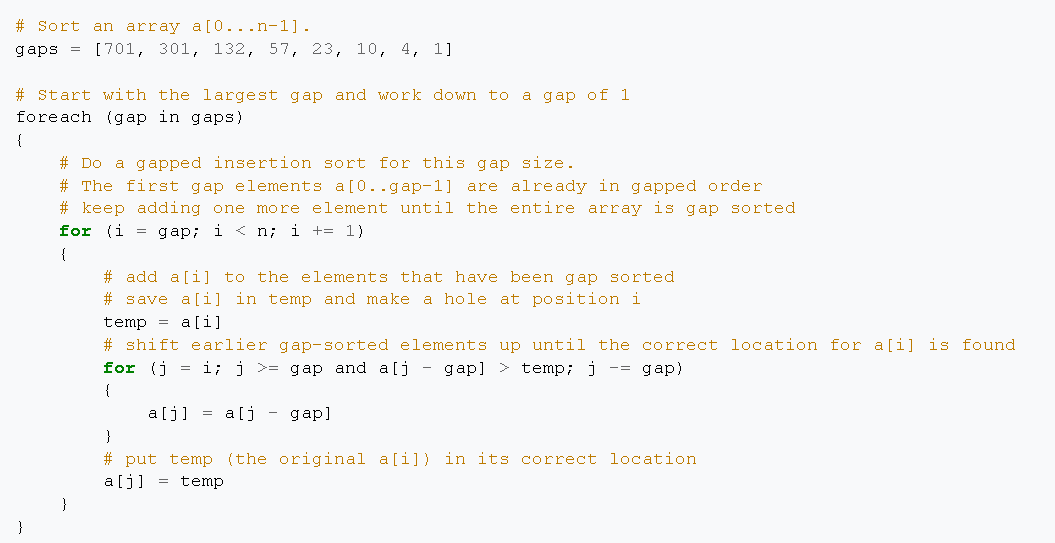 # Sort an array a[0...n-1].
gaps = [701, 301, 132, 57, 23, 10, 4, 1]

# Start with the largest gap and work down to a gap of 1
foreach (gap in gaps)
{
    # Do a gapped insertion sort for this gap size.
    # The first gap elements a[0..gap-1] are already in gapped order
    # keep adding one more element until the entire array is gap sorted
    for (i = gap; i < n; i += 1)
    {
        # add a[i] to the elements that have been gap sorted
        # save a[i] in temp and make a hole at position i
        temp = a[i]
        # shift earlier gap-sorted elements up until the correct location for a[i] is found
        for (j = i; j >= gap and a[j - gap] > temp; j -= gap)
        {
            a[j] = a[j - gap]
        }
        # put temp (the original a[i]) in its correct location
        a[j] = temp
    }
}